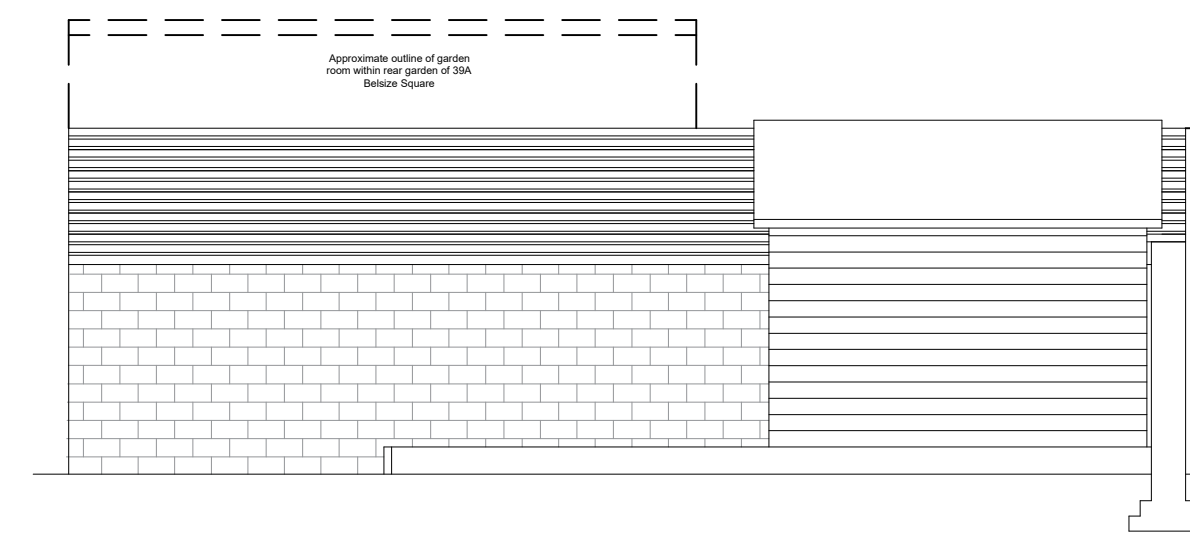 Approximate outline of garden
room within rear garden of 39A
Belsize Square